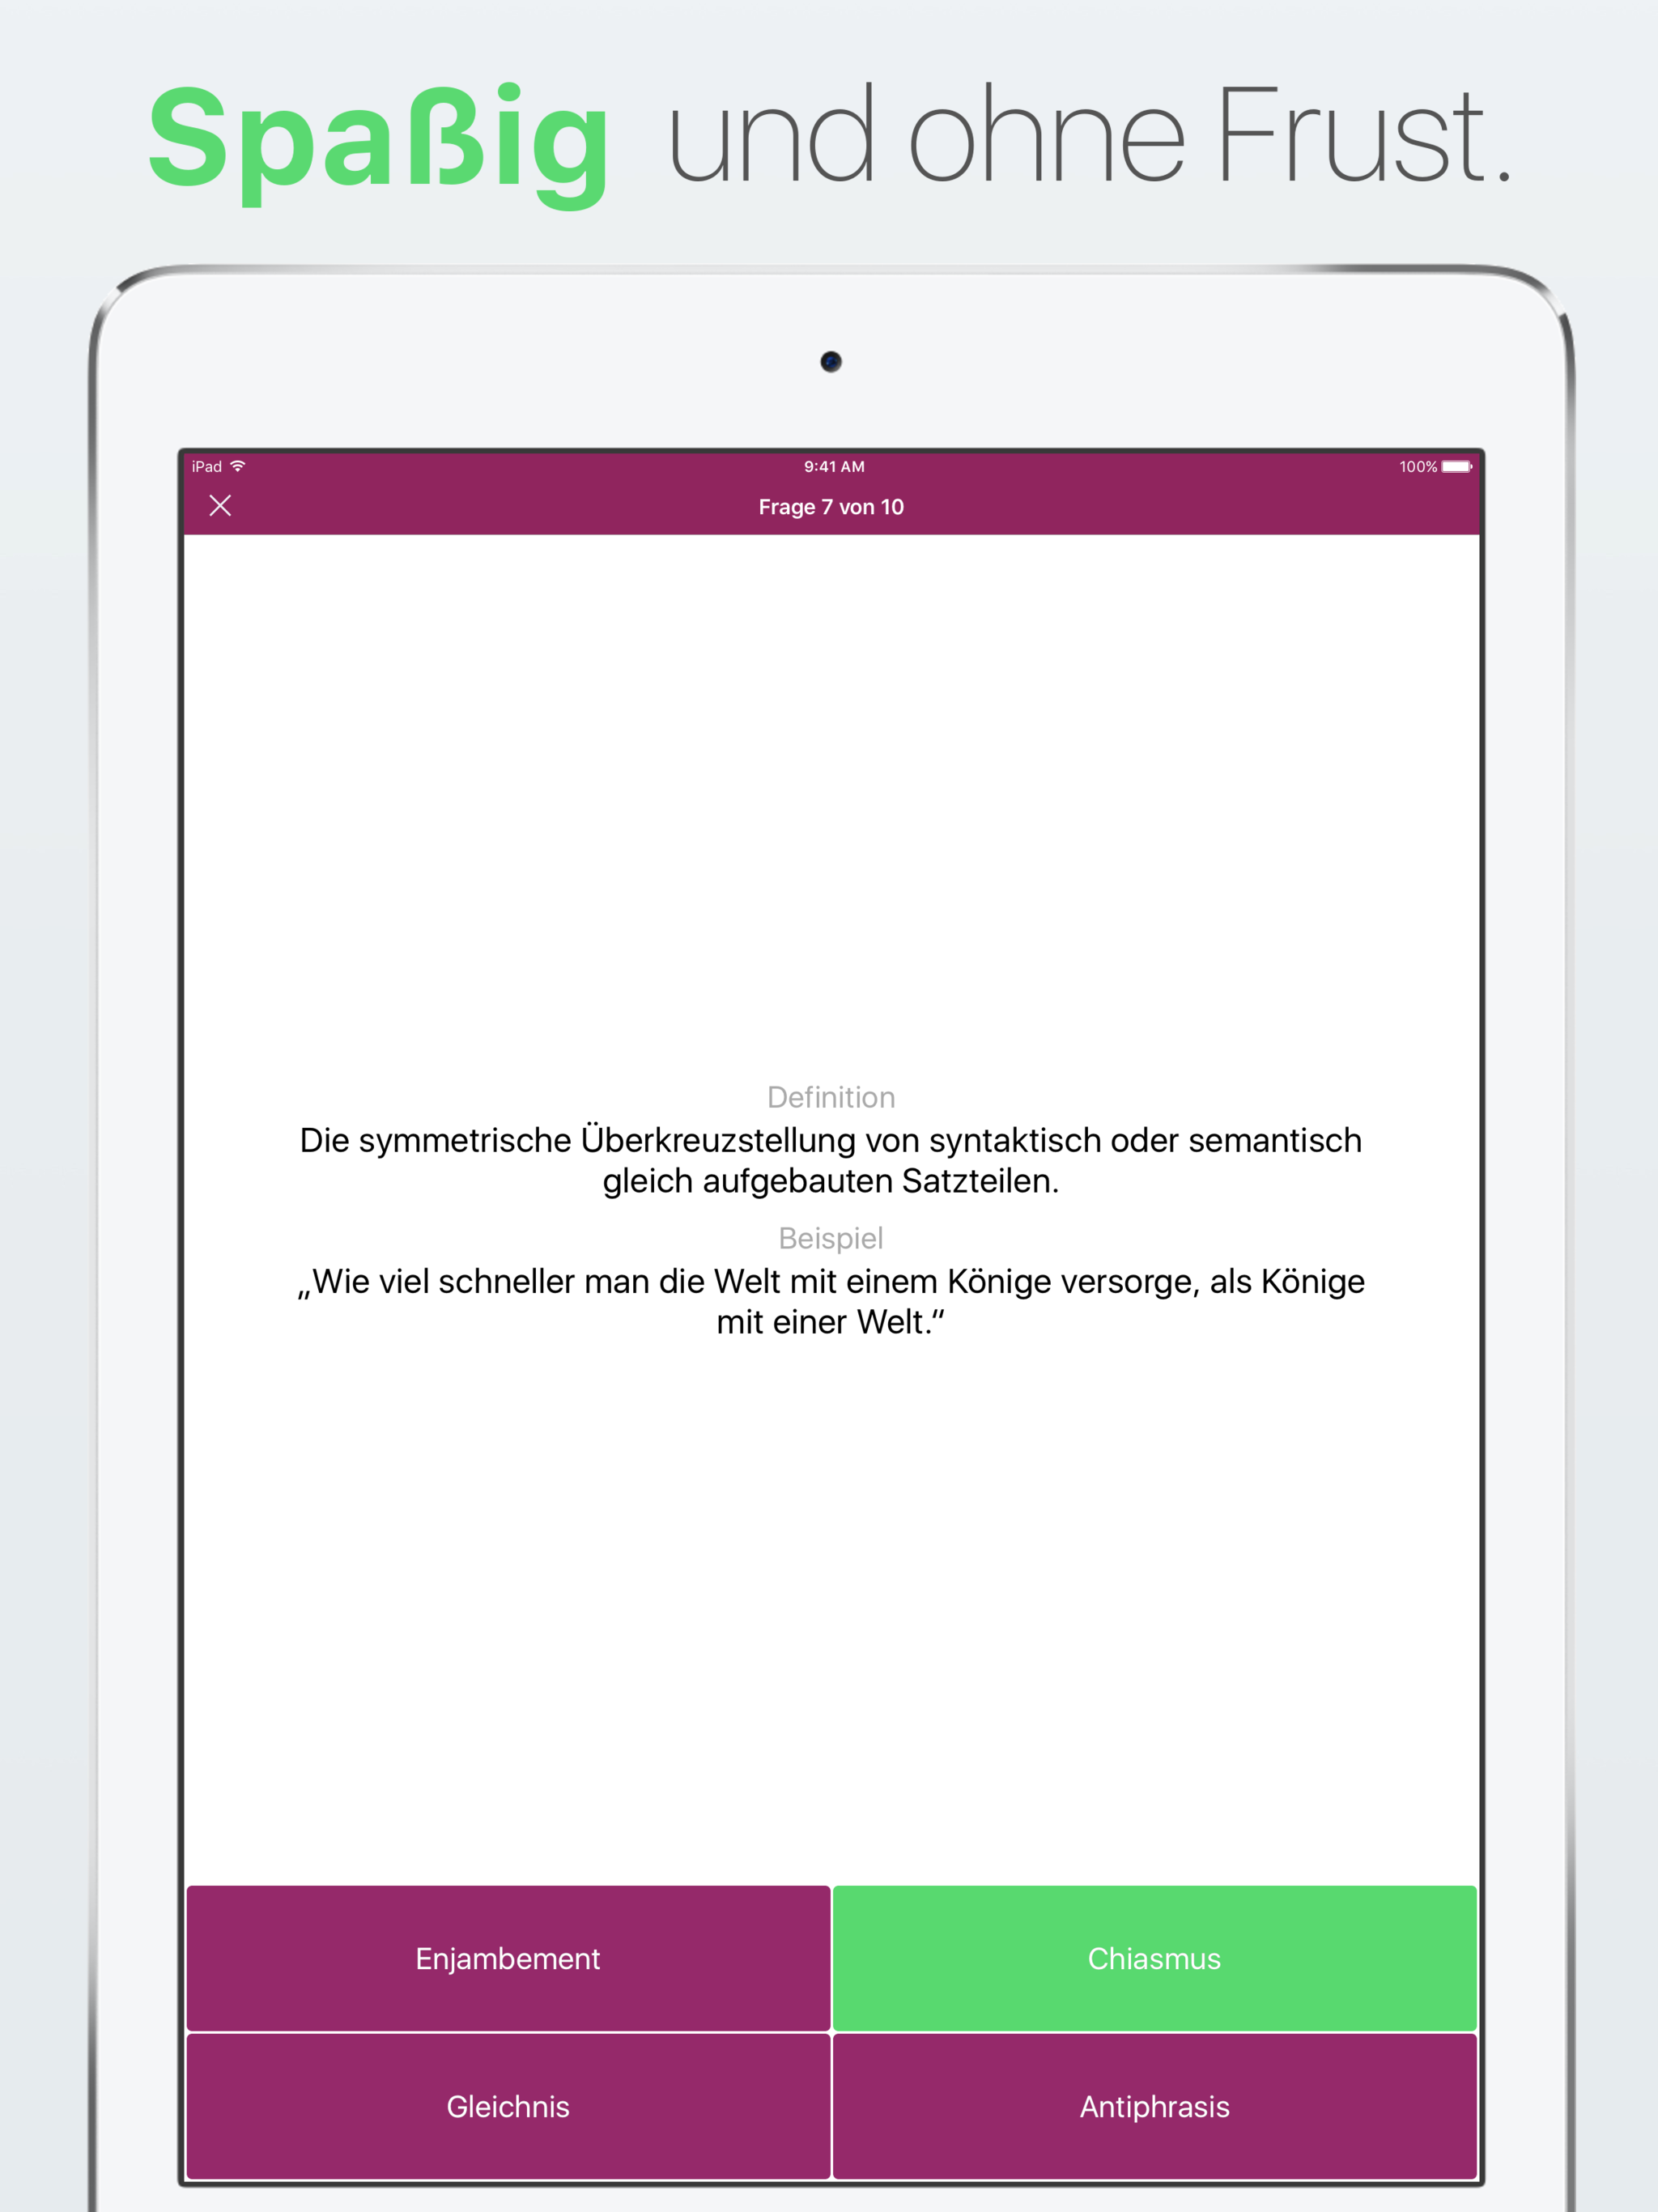 Spaßig und ohne Frust.
iPad 9:41 AM 100%
Frage 7 von 10
Definition
Die symmetrische Überkreuzstellung von syntaktisch oder semantisch
gleich aufgebauten Satzteilen.
Beispiel
„Wie viel schneller man die Welt mit einem Könige versorge, als Könige
mit einer Welt.“
Enjambement Chiasmus
Gleichnis Antiphrasis